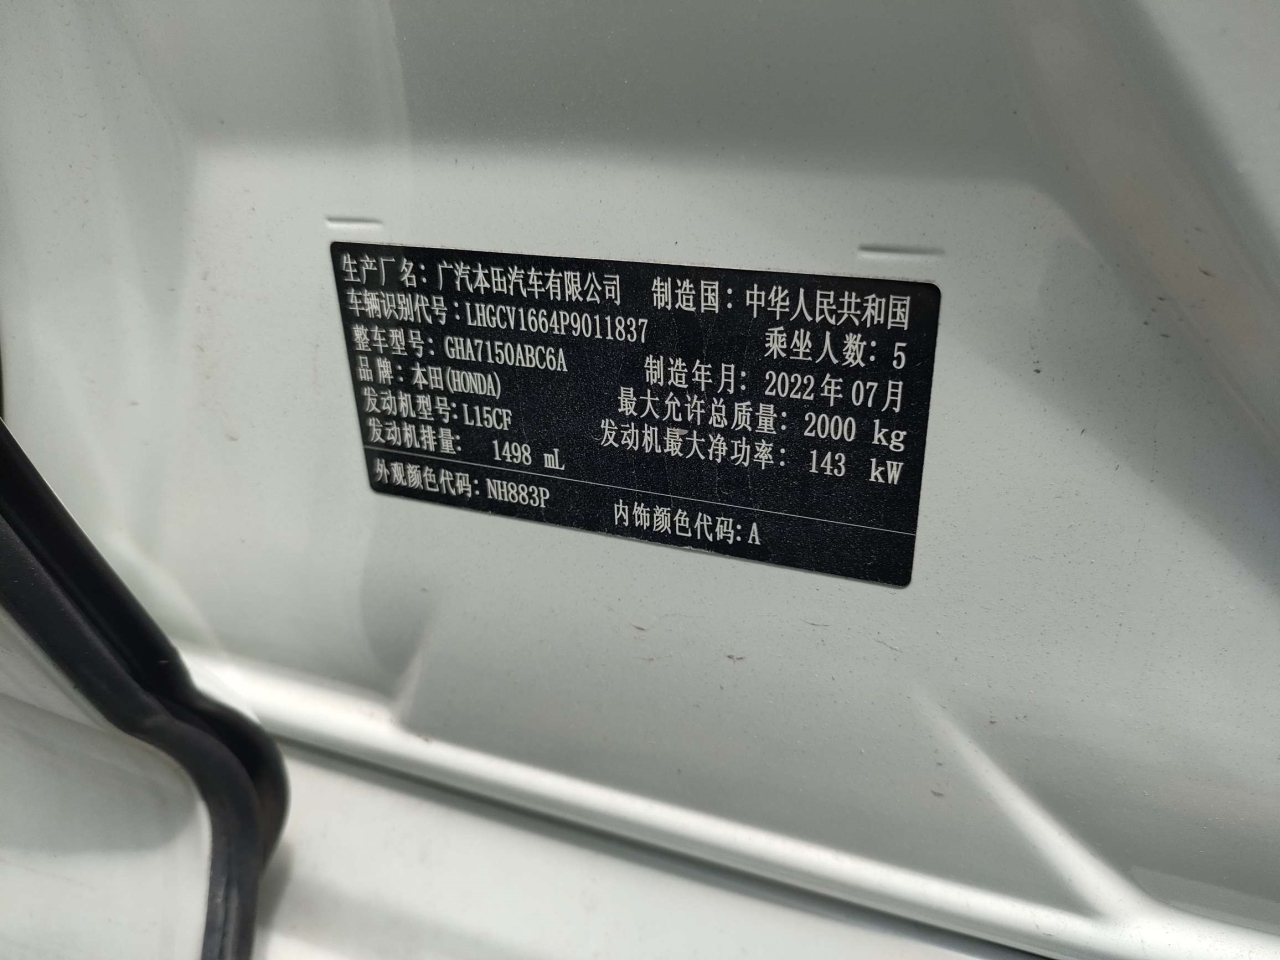 生产厂名：广汽本田汽车有限公司 制造国：中华人民共和国
车辆识别代号：LHGCV1664P9011837 乘坐人数：5
整车型号：GHA7150ABC6A 制造年月：2022年07月
品牌：本田(HONDA) 最大允许总质量：2000 kg
发动机型号：L15CF 发动机最大净功率：143 kW
发动机排量： 1498 mL
外观颜色代码：NH883P 内饰颜色代码：A